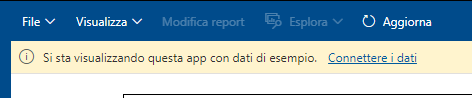 File Visualizza Modifica report Esplora Aggiorna
Si sta visualizzando questa app con dati di esempio. Connettere i dati